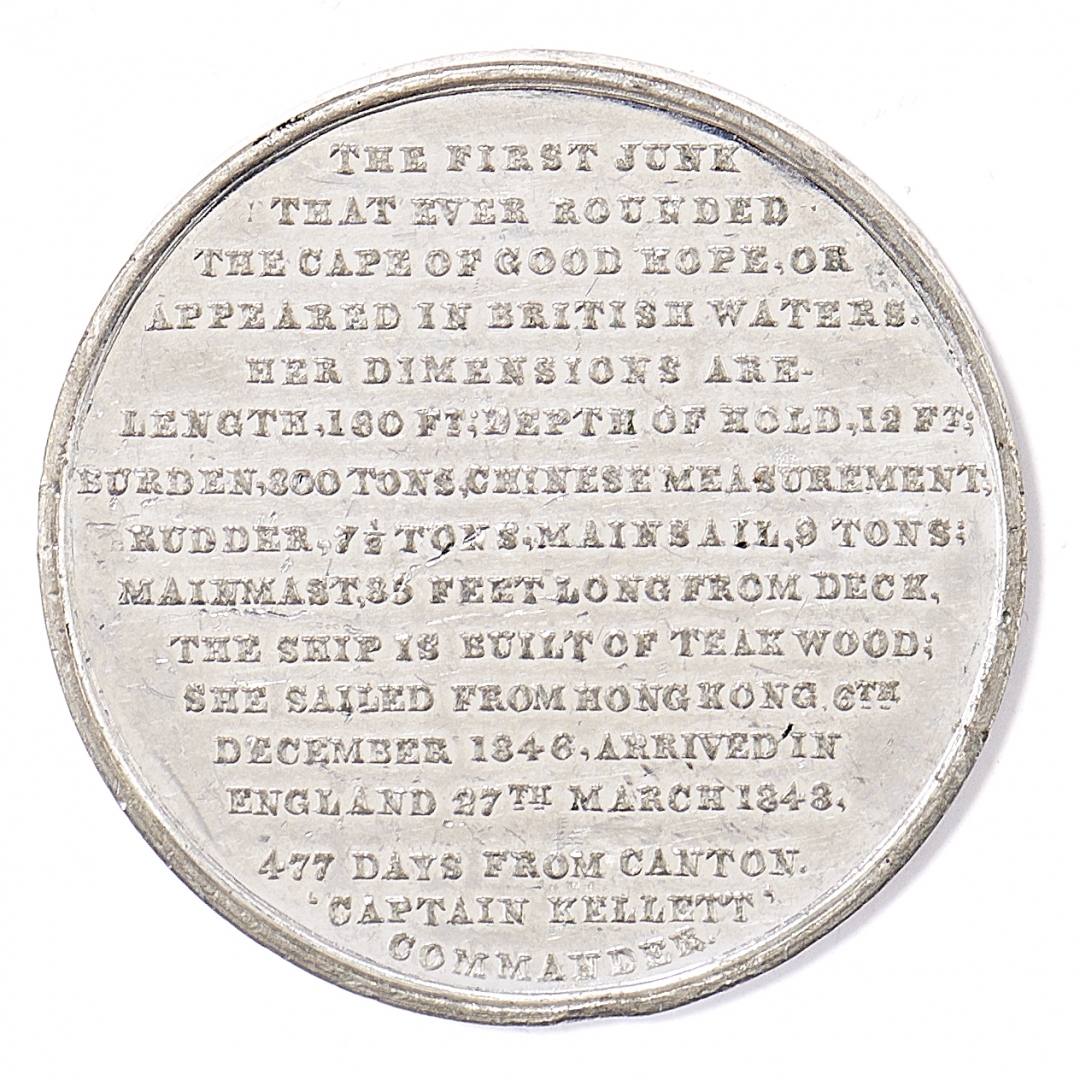 THE FIRST JUNK
THAT EVER ROUNDED
THE CAPE OF GOOD HOPE, OR
APPEARED IN BRITISH WATERS.
HER DIMENSIONS ARE-
LENGTH, 160 FT; DEPTH OF HOLD, 12 FT;
BURDEN, 800 TONS, CHINESE MEASUREMENT,
RUDDER, 7½ TONS, MAINSAIL, 9 TONS;
MAINMAST, 85 FEET LONG FROM DECK,
THE SHIP IS BUILT OF TEAK WOOD;
SHE SAILED FROM HONG KONG, 6TH
DECEMBER 1846, ARRIVED IN
ENGLAND 27TH MARCH 1848,
477 DAYS FROM CANTON.
'CAPTAIN KELLETT'
COMMANDER.